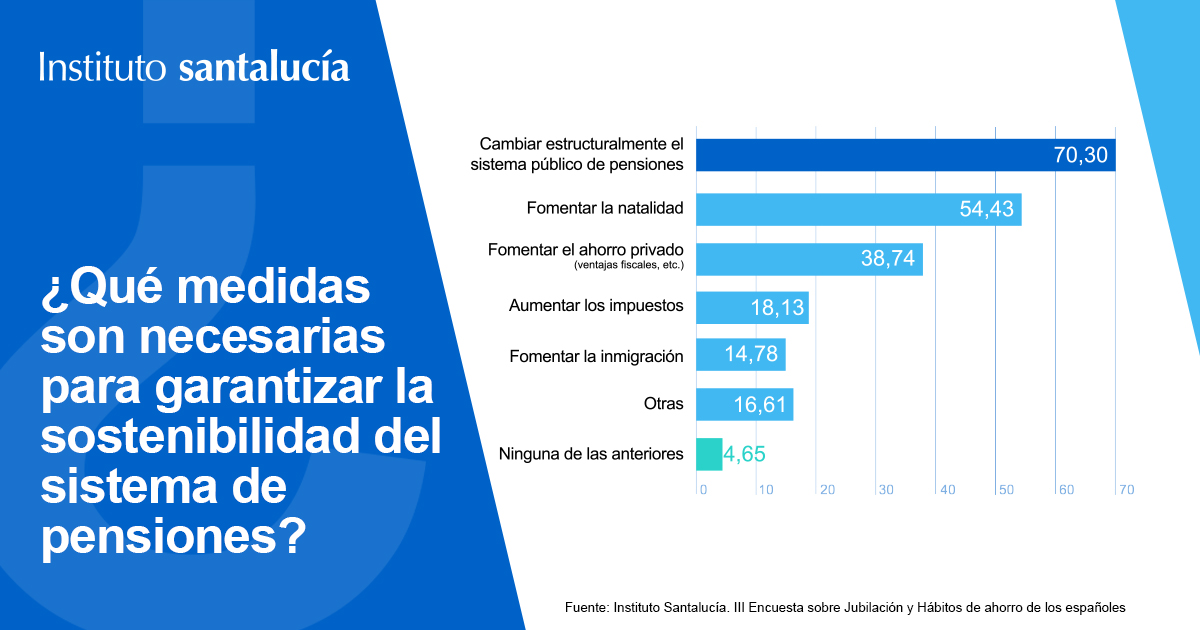 Instituto santalucía
¿Qué medidas
son necesarias
para garantizar la
sostenibilidad del
sistema de
pensiones?
Cambiar estructuralmente el
sistema público de pensiones
70,30
Fomentar la natalidad
54,43
Fomentar el ahorro privado
(ventajas fiscales, etc.)
38,74
Aumentar los impuestos
18,13
Fomentar la inmigración
14,78
Otras
16,61
Ninguna de las anteriores
4,65
0 10 20 30 40 50 60 70
Fuente: Instituto Santalucía. III Encuesta sobre Jubilación y Hábitos de ahorro de los españoles